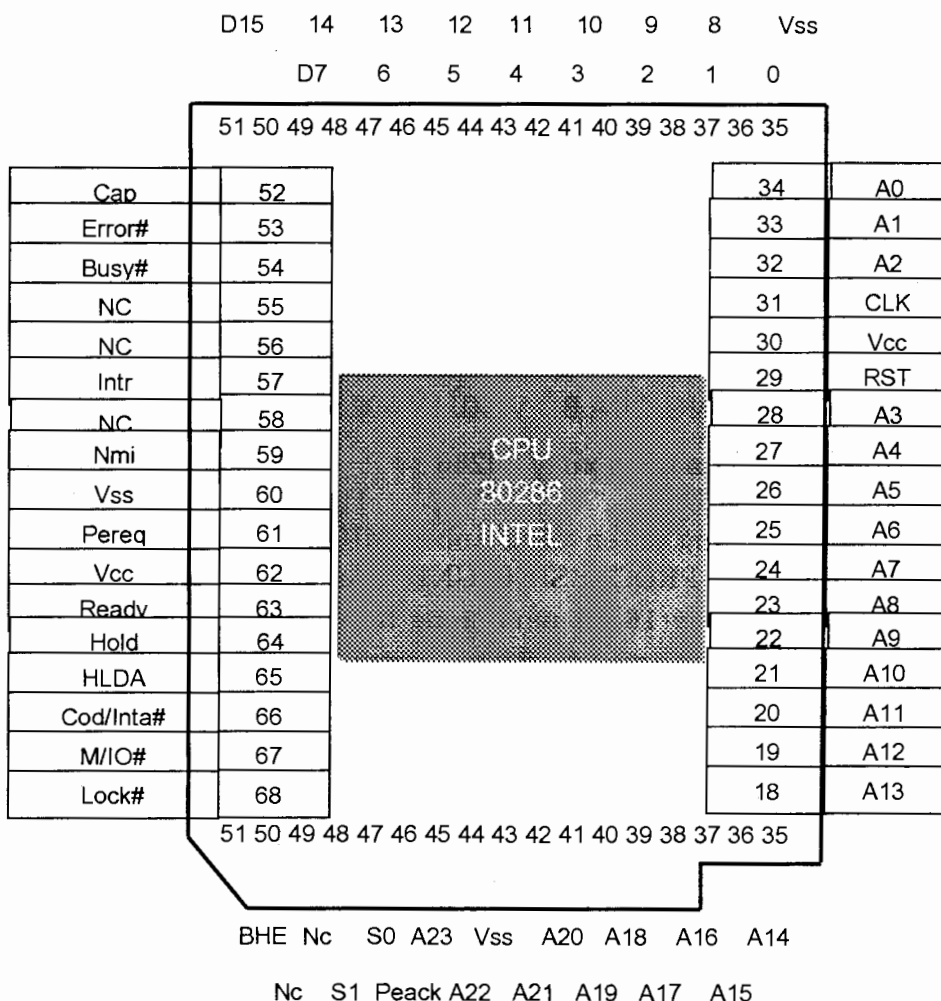 D15 14 13 12 11 10 9 8 Vss
D7 6 5 4 3 2 1 0
51 50 49 48 47 46 45 44 43 42 41 40 39 38 37 36 35
Cap 52 34 A0
Error# 53 33 A1
Busy# 54 32 A2
NC 55 31 CLK
NC 56 30 Vcc
Intr 57 29 RST
NC 58 28 A3
Nmi 59 27 A4
Vss 60 26 A5
Pereq 61 25 A6
Vcc 62 24 A7
Ready 63 23 A8
Hold 64 22 A9
HLDA 65 21 A10
Cod/Inta# 66 20 A11
M/IO# 67 19 A12
Lock# 68 18 A13
CPU
80286
INTEL
51 50 49 48 47 46 45 44 43 42 41 40 39 38 37 36 35
BHE Nc S0 A23 Vss A20 A18 A16 A14
Nc S1 Peack A22 A21 A19 A17 A15